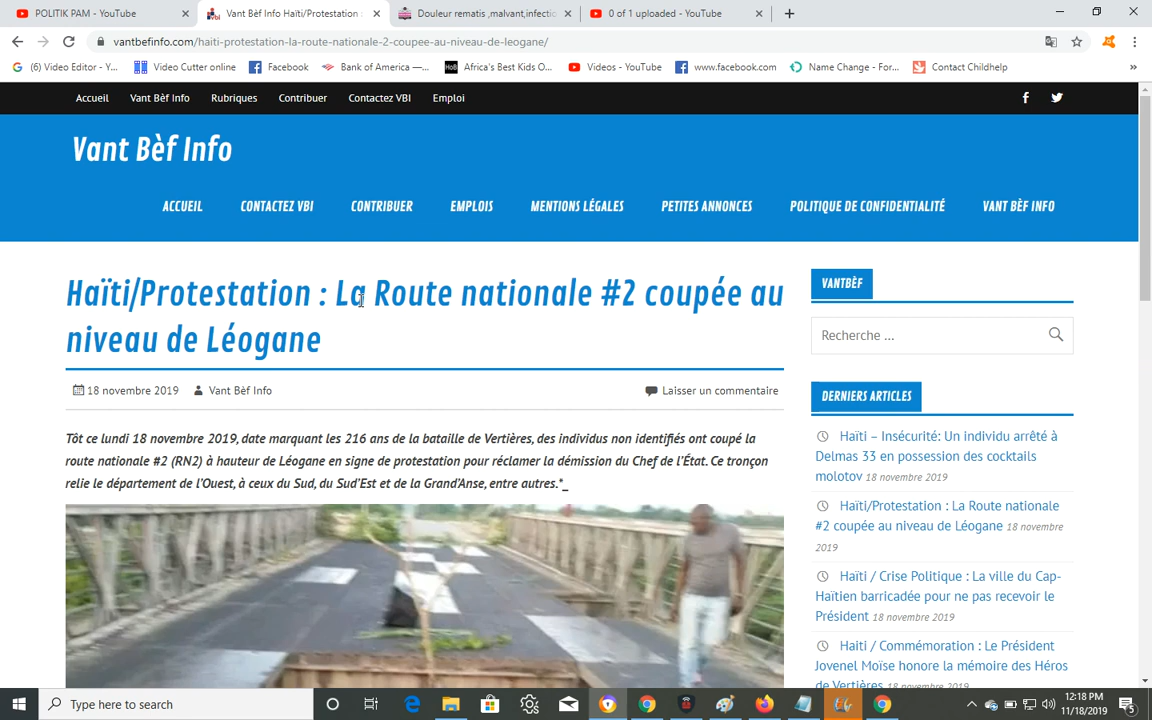 POLITIK PAM - YouTube
Vant Bèf Info Haïti/Protestation :
Douleur rematis ,malvant,infectio
0 of 1 uploaded - YouTube
vantbefinfo.com/haiti-protestation-la-route-nationale-2-coupee-au-niveau-de-leogane/
(6) Video Editor - Y...
Video Cutter online
Facebook
Bank of America —...
Africa's Best Kids O...
Videos - YouTube
www.facebook.com
Name Change - For...
Contact Childhelp
»
Accueil
Vant Bèf Info
Rubriques
Contribuer
Contactez VBI
Emploi
Vant Bèf Info
ACCUEIL
CONTACTEZ VBI
CONTRIBUER
EMPLOIS
MENTIONS LÉGALES
PETITES ANNONCES
POLITIQUE DE CONFIDENTIALITÉ
VANT BÈF INFO
Haïti/Protestation : La Route nationale #2 coupée au
niveau de Léogane
18 novembre 2019
Vant Bèf Info
Laisser un commentaire
Tôt ce lundi 18 novembre 2019, date marquant les 216 ans de la bataille de Vertières, des individus non identifiés ont coupé la
route nationale #2 (RN2) à hauteur de Léogane en signe de protestation pour réclamer la démission du Chef de l'État. Ce tronçon
relie le département de l'Ouest, à ceux du Sud, du Sud'Est et de la Grand'Anse, entre autres.*_
VANTBÈF
Recherche …
DERNIERS ARTICLES
Haïti – Insécurité: Un individu arrêté à
Delmas 33 en possession des cocktails
molotov 18 novembre 2019
Haïti/Protestation : La Route nationale
#2 coupée au niveau de Léogane 18 novembre
2019
Haïti / Crise Politique : La ville du Cap-
Haïtien barricadée pour ne pas recevoir le
Président 18 novembre 2019
Haiti / Commémoration : Le Président
Jovenel Moïse honore la mémoire des Héros
de Vertières 18 novembre 2019
Type here to search
12:18 PM
11/18/2019
5